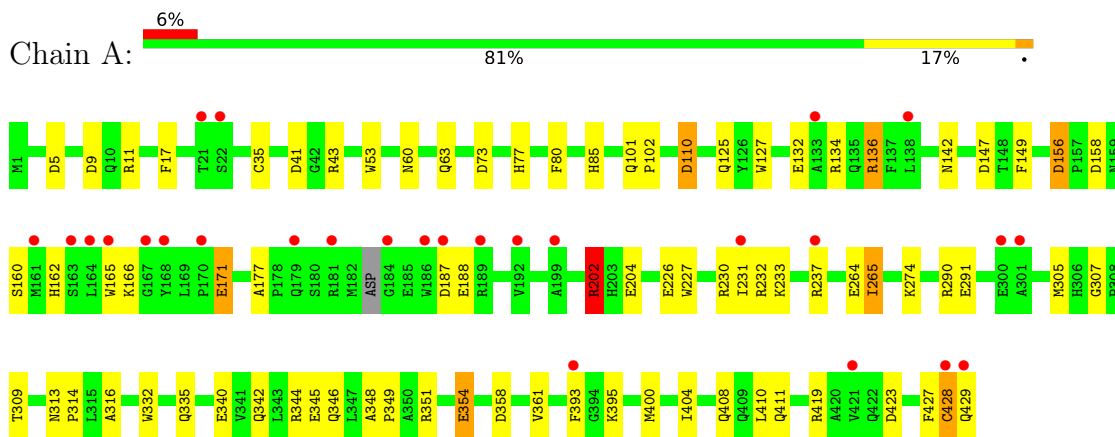 6%
Chain A:
81% 17% •
M1 D5 D9 Q10 R11 F17 T21 S22 C35 D41 G42 R43 W53 N60 Q63 D73 H77 F80 H85 Q101 P102 D110 Q125 Y126 W127 E132 A133 R134 Q135 R136 F137 L138 N142 D147 T148 F149 D156 P157 D158 N159
S160 M161 H162 S163 L164 W165 K166 G167 Y168 L169 P170 E171 A177 P178 Q179 S180 R181 M182 ASP G184 E185 W186 D187 E188 R189 V192 A199 R202 H203 E204 E226 W227 R230 I231 R232 K233 R237 E264 I265 K274 R290 E291 E300 A301 M305 H306 G307 P308
T309 N313 P314 L315 A316 W332 Q335 E340 V341 Q342 L343 R344 E345 Q346 L347 A348 P349 A350 R351 E354 D358 V361 F393 G394 K395 M400 I404 Q408 Q409 L410 Q411 R419 A420 V421 Q422 D423 F427 C428 Q429